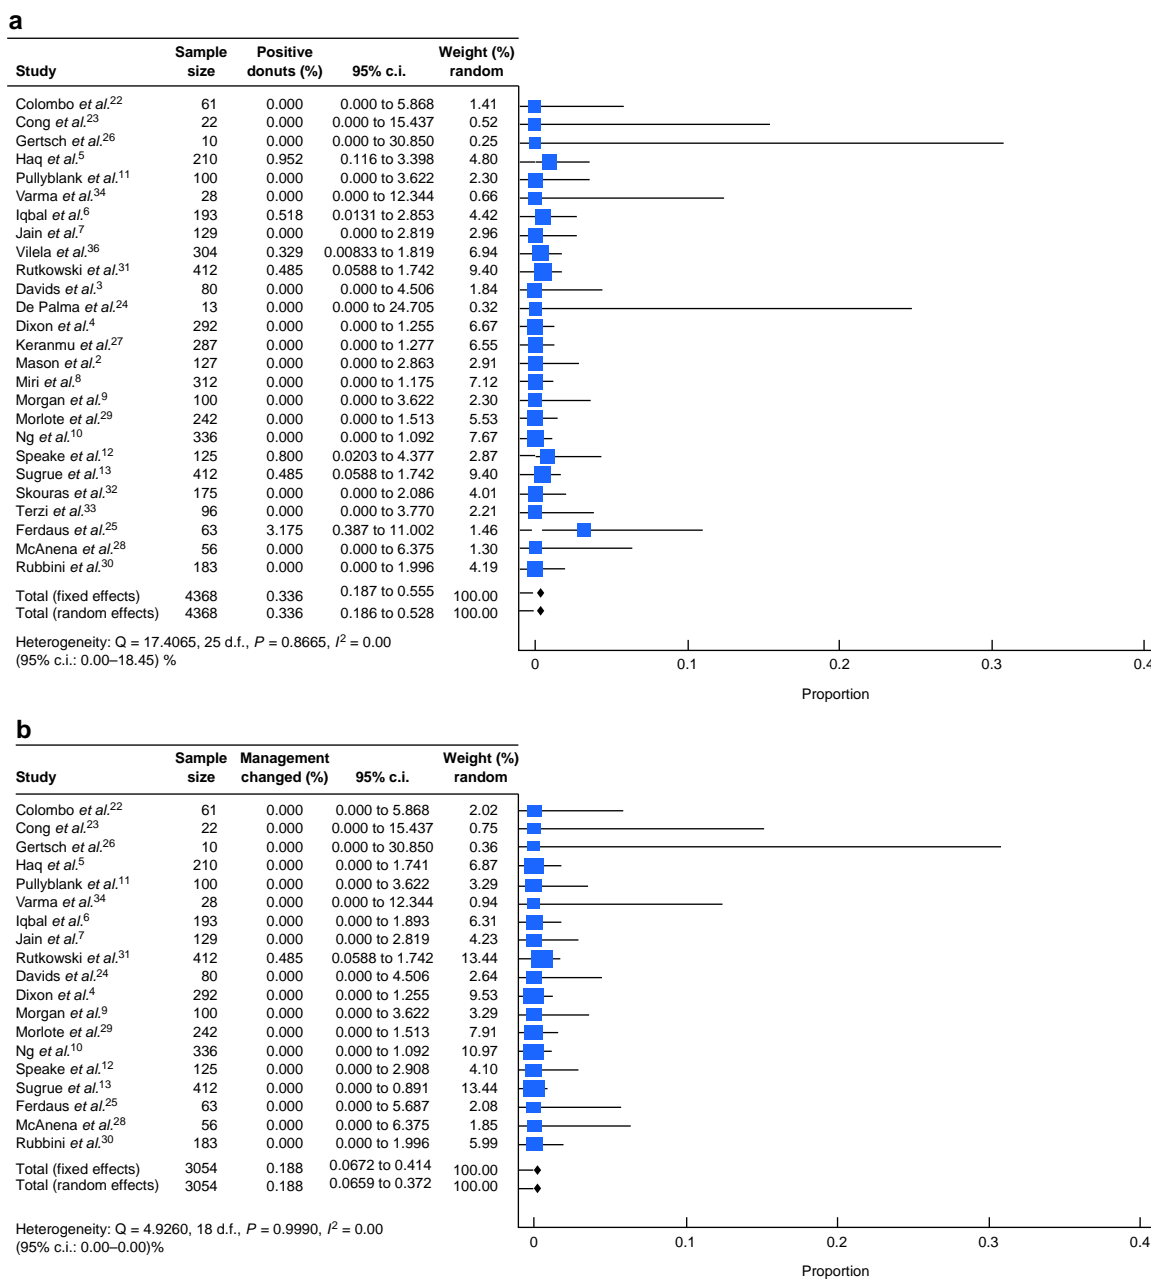 a
Study Sample size Positive donuts (%) 95% c.i. Weight (%) random
Colombo et al.22 61 0.000 0.000 to 5.868 1.41
Cong et al.23 22 0.000 0.000 to 15.437 0.52
Gertsch et al.26 10 0.000 0.000 to 30.850 0.25
Haq et al.5 210 0.952 0.116 to 3.398 4.80
Pullyblank et al.11 100 0.000 0.000 to 3.622 2.30
Varma et al.34 28 0.000 0.000 to 12.344 0.66
Iqbal et al.6 193 0.518 0.0131 to 2.853 4.42
Jain et al.7 129 0.000 0.000 to 2.819 2.96
Vilela et al.36 304 0.329 0.00833 to 1.819 6.94
Rutkowski et al.31 412 0.485 0.0588 to 1.742 9.40
Davids et al.3 80 0.000 0.000 to 4.506 1.84
De Palma et al.24 13 0.000 0.000 to 24.705 0.32
Dixon et al.4 292 0.000 0.000 to 1.255 6.67
Keranmu et al.27 287 0.000 0.000 to 1.277 6.55
Mason et al.2 127 0.000 0.000 to 2.863 2.91
Miri et al.8 312 0.000 0.000 to 1.175 7.12
Morgan et al.9 100 0.000 0.000 to 3.622 2.30
Morlote et al.29 242 0.000 0.000 to 1.513 5.53
Ng et al.10 336 0.000 0.000 to 1.092 7.67
Speake et al.12 125 0.800 0.0203 to 4.377 2.87
Sugrue et al.13 412 0.485 0.0588 to 1.742 9.40
Skouras et al.32 175 0.000 0.000 to 2.086 4.01
Terzi et al.33 96 0.000 0.000 to 3.770 2.21
Ferdaus et al.25 63 3.175 0.387 to 11.002 1.46
McAnena et al.28 56 0.000 0.000 to 6.375 1.30
Rubbini et al.30 183 0.000 0.000 to 1.996 4.19
Total (fixed effects) 4368 0.336 0.187 to 0.555 100.00
Total (random effects) 4368 0.336 0.186 to 0.528 100.00
Heterogeneity: Q = 17.4065, 25 d.f., P = 0.8665, I2 = 0.00
(95% c.i.: 0.00–18.45) %
0 0.1 0.2 0.3 0.4
Proportion
b
Study Sample size Management changed (%) 95% c.i. Weight (%) random
Colombo et al.22 61 0.000 0.000 to 5.868 2.02
Cong et al.23 22 0.000 0.000 to 15.437 0.75
Gertsch et al.26 10 0.000 0.000 to 30.850 0.36
Haq et al.5 210 0.000 0.000 to 1.741 6.87
Pullyblank et al.11 100 0.000 0.000 to 3.622 3.29
Varma et al.34 28 0.000 0.000 to 12.344 0.94
Iqbal et al.6 193 0.000 0.000 to 1.893 6.31
Jain et al.7 129 0.000 0.000 to 2.819 4.23
Rutkowski et al.31 412 0.485 0.0588 to 1.742 13.44
Davids et al.24 80 0.000 0.000 to 4.506 2.64
Dixon et al.4 292 0.000 0.000 to 1.255 9.53
Morgan et al.9 100 0.000 0.000 to 3.622 3.29
Morlote et al.29 242 0.000 0.000 to 1.513 7.91
Ng et al.10 336 0.000 0.000 to 1.092 10.97
Speake et al.12 125 0.000 0.000 to 2.908 4.10
Sugrue et al.13 412 0.000 0.000 to 0.891 13.44
Ferdaus et al.25 63 0.000 0.000 to 5.687 2.08
McAnena et al.28 56 0.000 0.000 to 6.375 1.85
Rubbini et al.30 183 0.000 0.000 to 1.996 5.99
Total (fixed effects) 3054 0.188 0.0672 to 0.414 100.00
Total (random effects) 3054 0.188 0.0659 to 0.372 100.00
Heterogeneity: Q = 4.9260, 18 d.f., P = 0.9990, I2 = 0.00
(95% c.i.: 0.00–0.00)%
0 0.1 0.2 0.3 0.4
Proportion